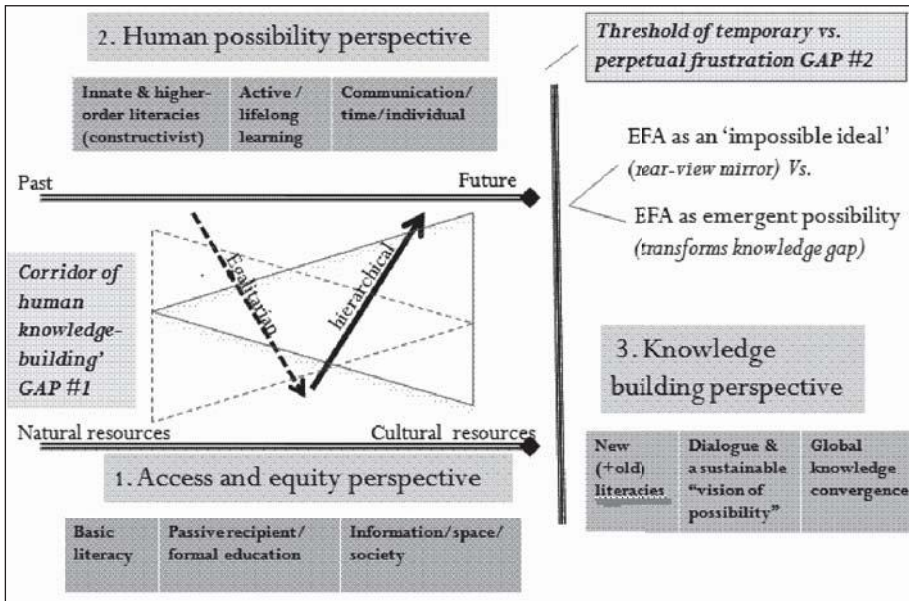 2. Human possibility perspective
Innate & higher-
order literacies
(constructivist)
Active /
lifelong
learning
Communication/
time/individual
Threshold of temporary vs.
perpetual frustration GAP #2
EFA as an ‘impossible ideal’
(rear-view mirror) Vs.
EFA as emergent possibility
(transforms knowledge gap)
Past
Future
Corridor of
human
knowledge-
building’
GAP #1
Egalitarian
hierarchical
Natural resources
Cultural resources
1. Access and equity perspective
Basic
literacy
Passive recipient/
formal education
Information/space/
society
3. Knowledge
building perspective
New
(+old)
literacies
Dialogue &
a sustainable
“vision of
possibility”
Global
knowledge
convergence